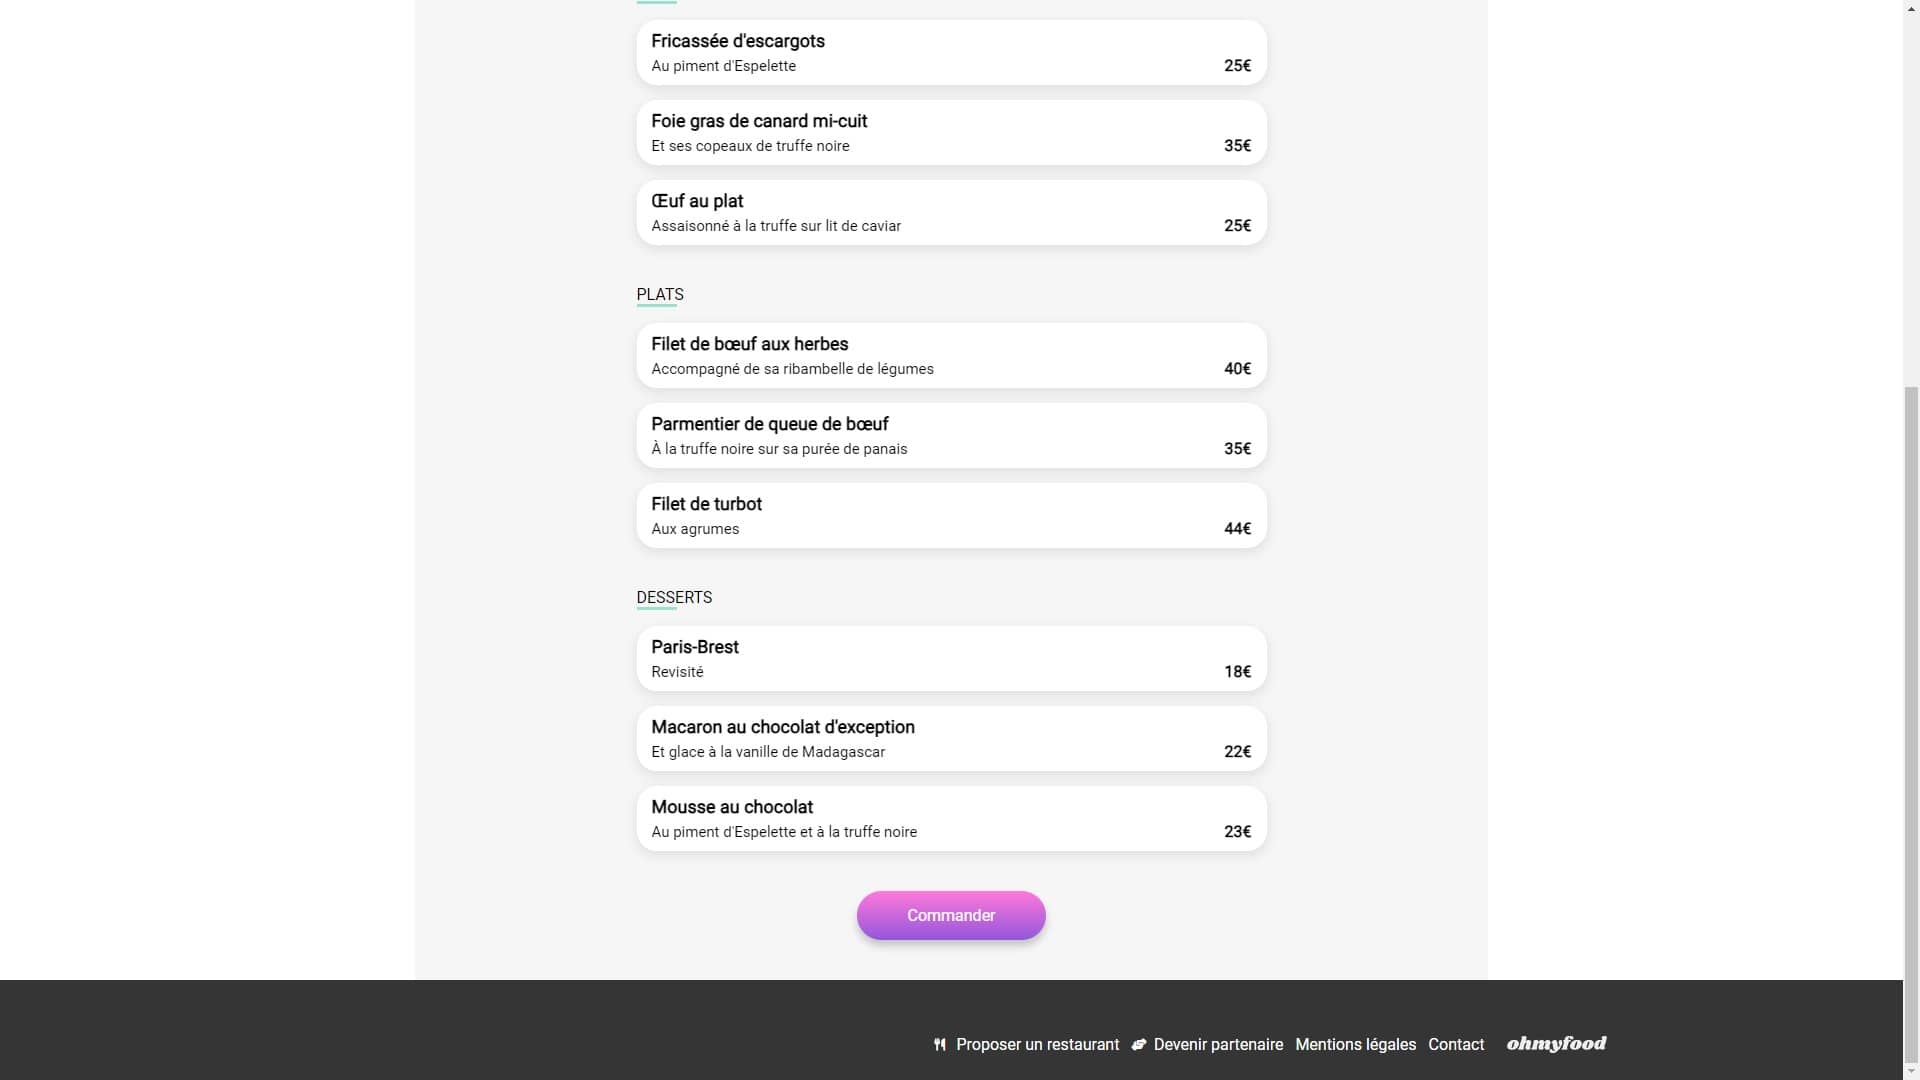 Fricassée d'escargots
Au piment d'Espelette 25€
Foie gras de canard mi-cuit
Et ses copeaux de truffe noire 35€
Œuf au plat
Assaisonné à la truffe sur lit de caviar 25€
PLATS
Filet de bœuf aux herbes
Accompagné de sa ribambelle de légumes 40€
Parmentier de queue de bœuf
À la truffe noire sur sa purée de panais 35€
Filet de turbot
Aux agrumes 44€
DESSERTS
Paris-Brest
Revisité 18€
Macaron au chocolat d'exception
Et glace à la vanille de Madagascar 22€
Mousse au chocolat
Au piment d'Espelette et à la truffe noire 23€
Commander
Proposer un restaurant Devenir partenaire Mentions légales Contact ohmyfood